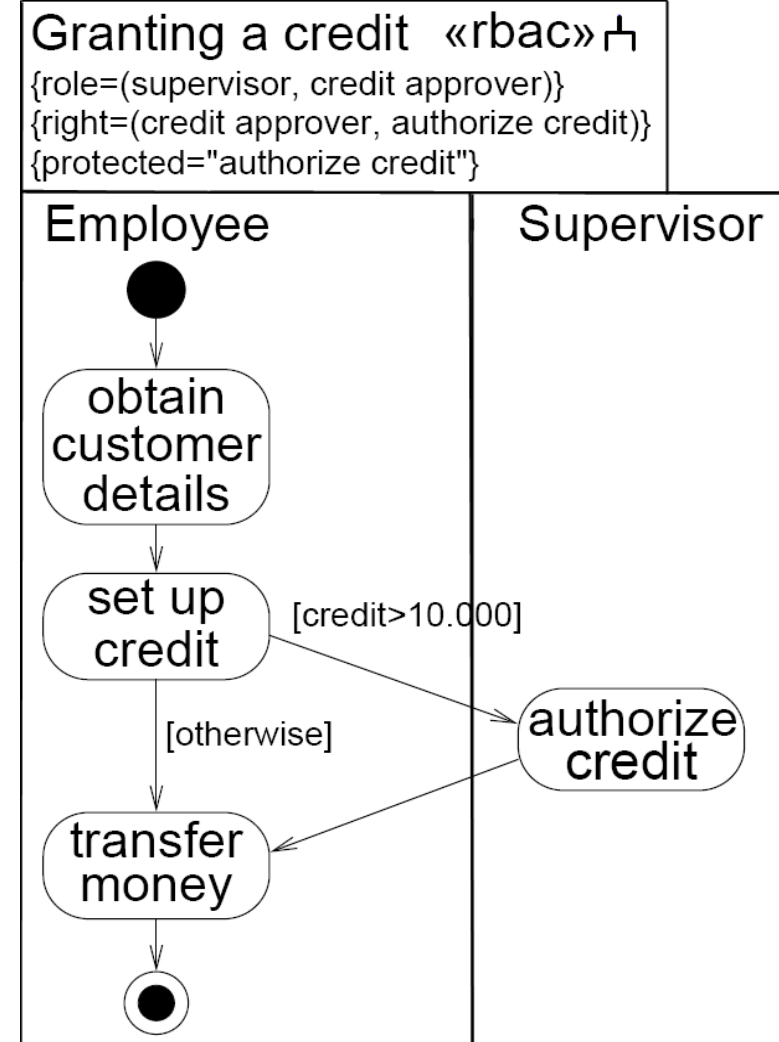 Granting a credit «rbac»
{role=(supervisor, credit approver)}
{right=(credit approver, authorize credit)}
{protected="authorize credit"}
Employee
Supervisor
obtain
customer
details
set up
credit
[credit>10.000]
[otherwise]
authorize
credit
transfer
money